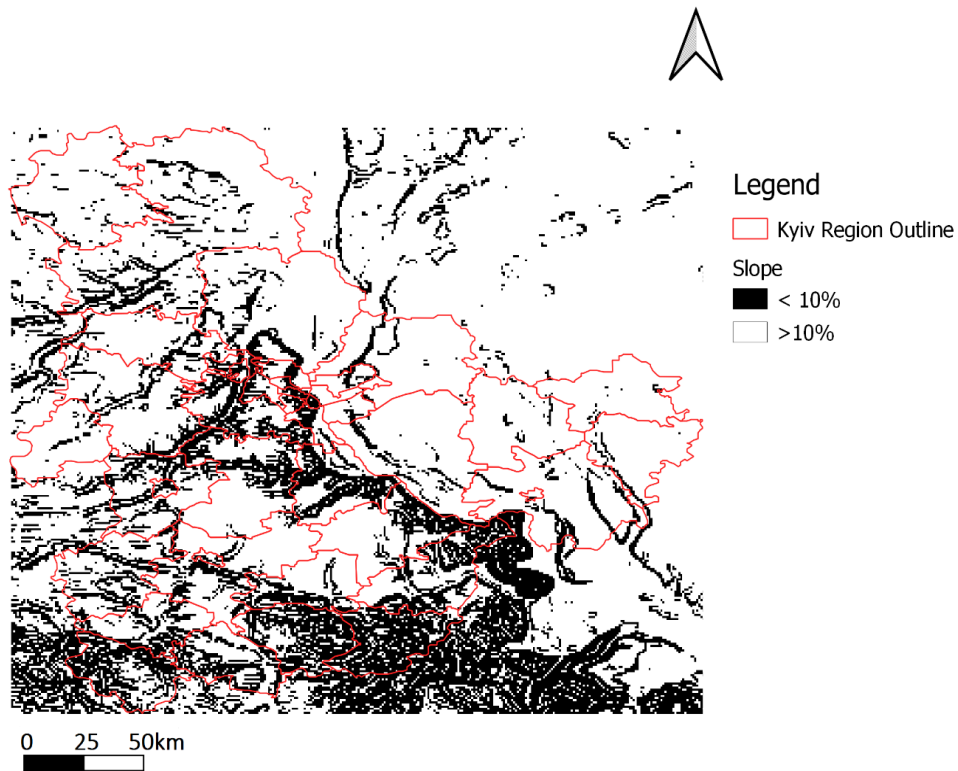 Legend
Kyiv Region Outline
Slope
< 10%
>10%
0 25 50km